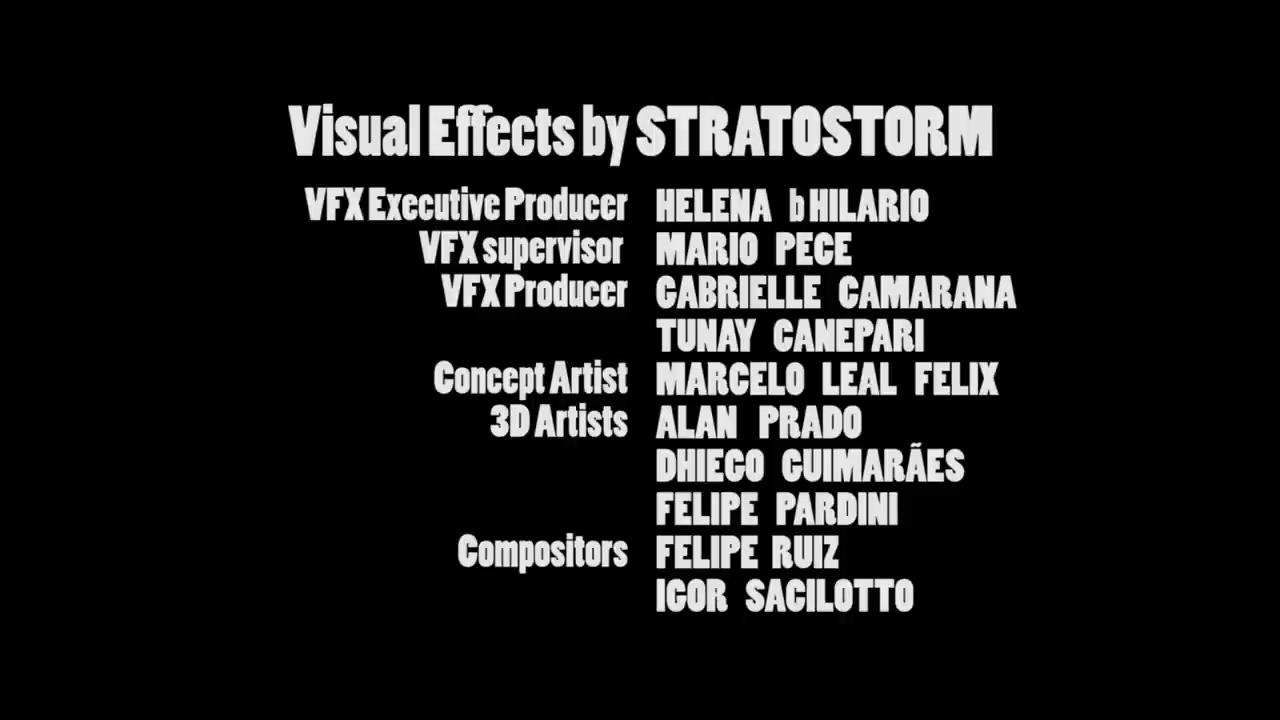 Visual Effects by STRATOSTORM
VFX Executive Producer HELENA bHILARIO
VFX supervisor MARIO PECE
VFX Producer GABRIELLE CAMARANA
TUNAY CANEPARI
Concept Artist MARCELO LEAL FELIX
3D Artists ALAN PRADO
DHIEGO GUIMARÃES
FELIPE PARDINI
Compositors FELIPE RUIZ
IGOR SACILOTTO